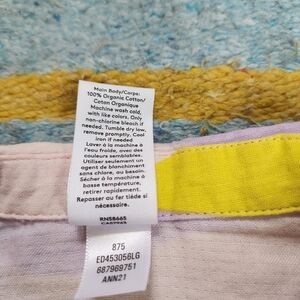 Main Body/Corps:
100% Organic Cotton/
Coton Organique
Machine wash cold,
with like colors. Only
non-chlorine bleach if
needed. Tumble dry low,
remove promptly. Cool
iron if needed
Laver à la machine à
l'eau froide, avec des
couleurs semblables.
Utiliser seulement un
agent de blanchiment
sans chlore, au besoin.
Sécher à la machine à
basse température,
retirer rapidement.
Repasser au fer tiède si
nécessaire.
RN58665
875
ED453056LG
687969751
ANN21